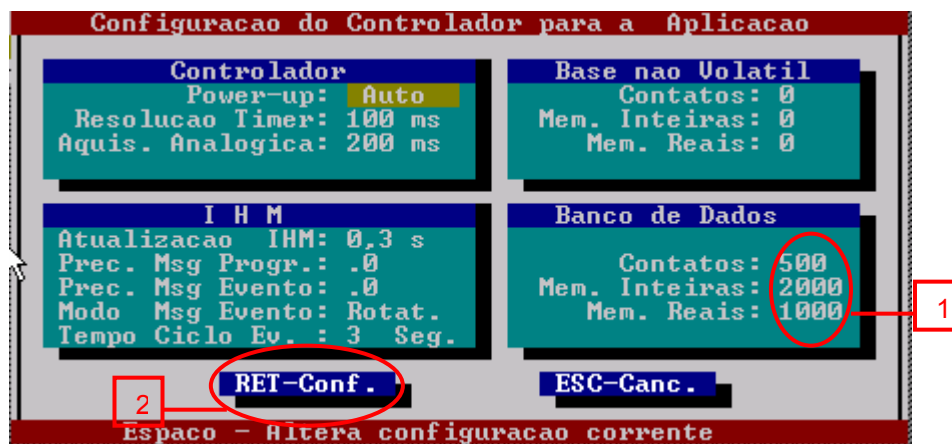 Configuracao do Controlador para a Aplicacao
Controlador
Power-up: Auto
Resolucao Timer: 100 ms
Aquis. Analogica: 200 ms
Base nao Volatil
Contatos: 0
Mem. Inteiras: 0
Mem. Reais: 0
I H M
Atualizacao IHM: 0,3 s
Prec. Msg Progr.: .0
Prec. Msg Evento: .0
Modo Msg Evento: Rotat.
Tempo Ciclo Ev. : 3 Seg.
Banco de Dados
Contatos: 500
Mem. Inteiras: 2000
Mem. Reais: 1000
1
RET-Conf.
ESC-Canc.
2
Espaco - Altera configuracao corrente